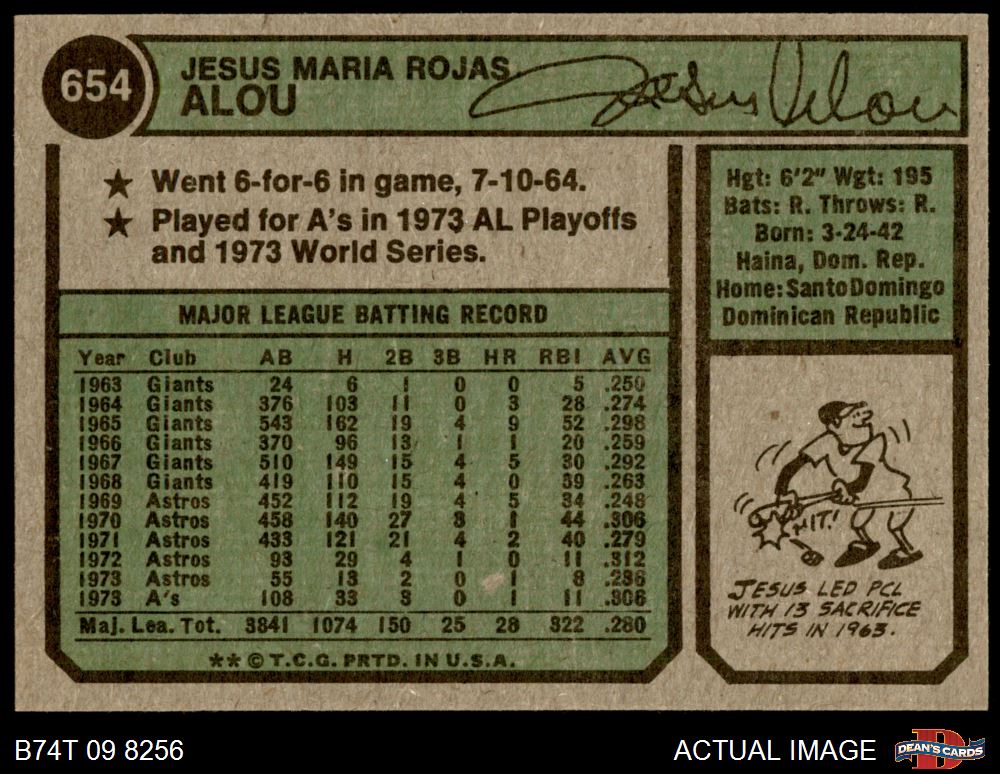 654
JESUS MARIA ROJAS
ALOU
Jesus Alou
★ Went 6-for-6 in game, 7-10-64.
★ Played for A's in 1973 AL Playoffs
and 1973 World Series.
Hgt: 6'2" Wgt: 195
Bats: R. Throws: R.
Born: 3-24-42
Haina, Dom. Rep.
Home: Santo Domingo
Dominican Republic
MAJOR LEAGUE BATTING RECORD
Year Club AB H 2B 3B HR RBI AVG
1963 Giants 24 6 1 0 0 5 .250
1964 Giants 376 103 11 0 3 28 .274
1965 Giants 543 162 19 4 9 52 .298
1966 Giants 370 96 13 1 1 20 .259
1967 Giants 510 149 15 4 5 30 .292
1968 Giants 419 110 15 4 0 39 .263
1969 Astros 452 112 19 4 5 34 .248
1970 Astros 458 140 27 3 1 44 .306
1971 Astros 433 121 21 4 2 40 .279
1972 Astros 93 29 4 1 0 11 .312
1973 Astros 55 13 2 0 1 8 .236
1973 A's 108 33 3 0 1 11 .306
Maj. Lea. Tot. 3841 1074 150 25 28 322 .280
** © T.C.G. PRTD. IN U.S.A.
HIT!
JESUS LED PCL
WITH 13 SACRIFICE
HITS IN 1963.
B74T 09 8256
ACTUAL IMAGE
DEAN'S CARDS